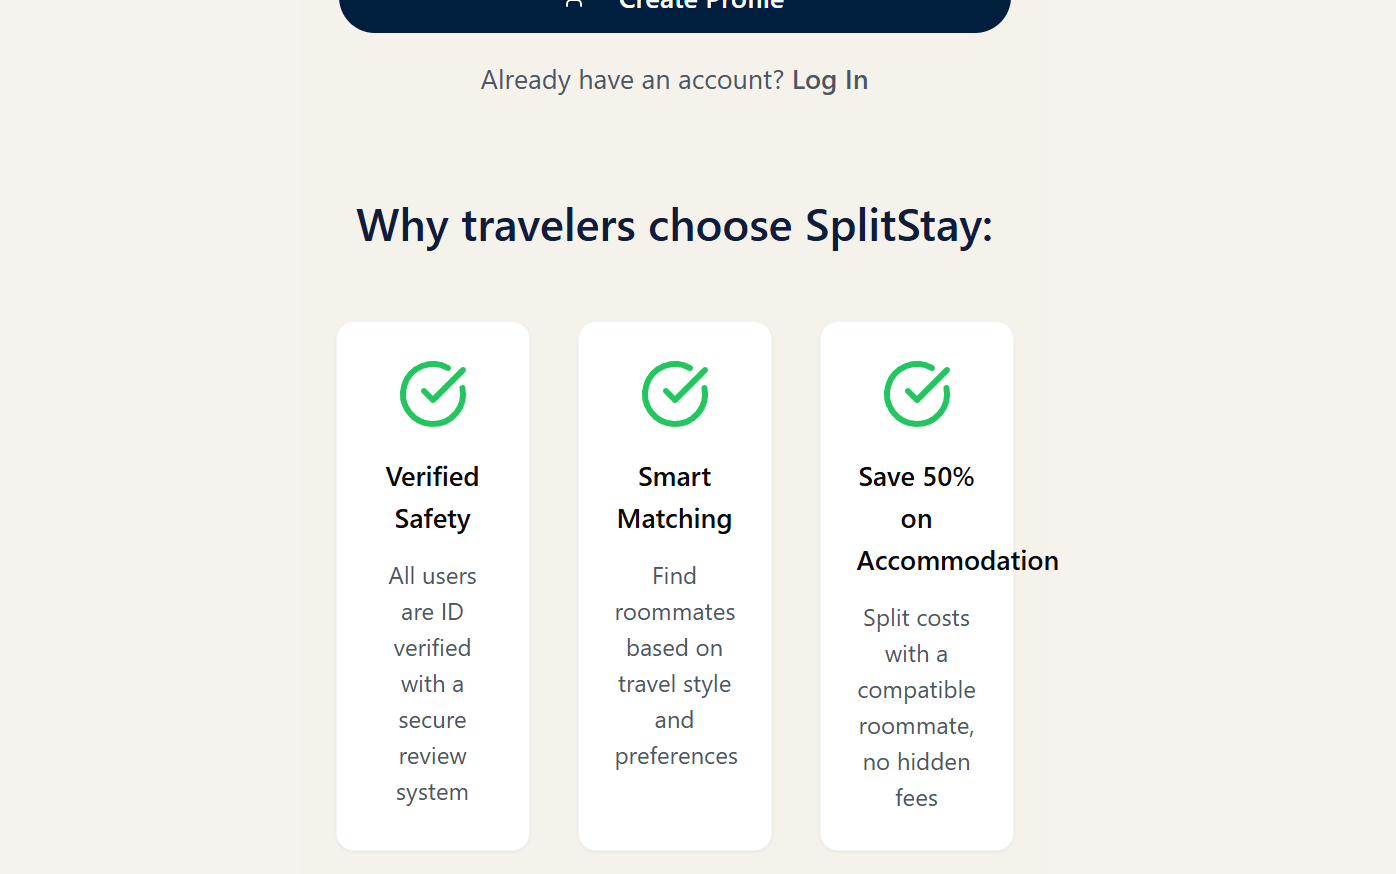 Create Profile
Already have an account? Log In
Why travelers choose SplitStay:
Verified
Safety
All users
are ID
verified
with a
secure
review
system
Smart
Matching
Find
roommates
based on
travel style
and
preferences
Save 50%
on
Accommodation
Split costs
with a
compatible
roommate,
no hidden
fees